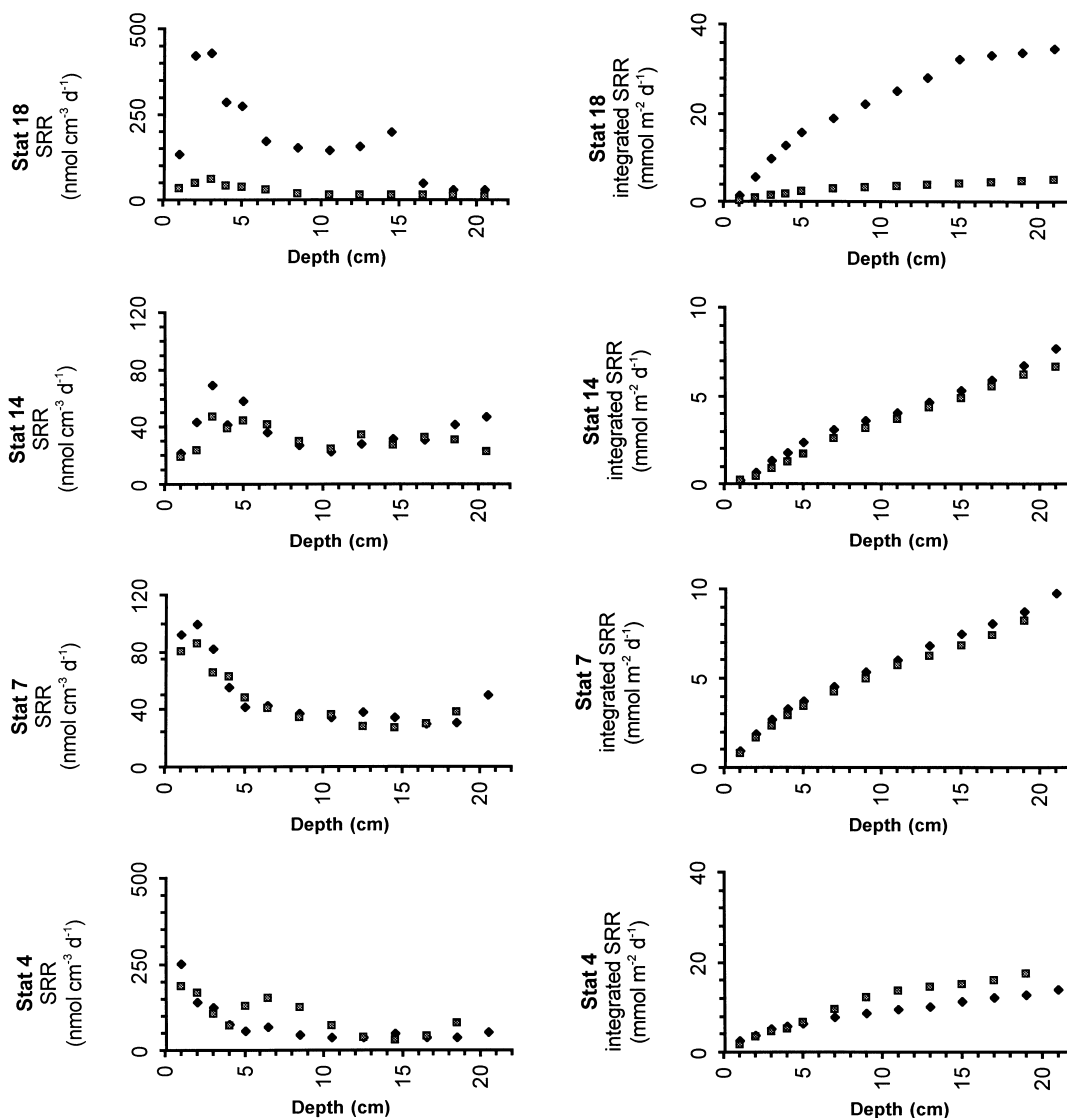 Stat 18
SRR
(nmol cm⁻³ d⁻¹)
500
250
0
0
5
10
15
20
Depth (cm)
Stat 18
integrated SRR
(mmol m⁻² d⁻¹)
40
20
0
0
5
10
15
20
Depth (cm)
Stat 14
SRR
(nmol cm⁻³ d⁻¹)
120
80
40
0
0
5
10
15
20
Depth (cm)
Stat 14
integrated SRR
(mmol m⁻² d⁻¹)
10
5
0
0
5
10
15
20
Depth (cm)
Stat 7
SRR
(nmol cm⁻³ d⁻¹)
120
80
40
0
0
5
10
15
20
Depth (cm)
Stat 7
integrated SRR
(mmol m⁻² d⁻¹)
10
5
0
0
5
10
15
20
Depth (cm)
Stat 4
SRR
(nmol cm⁻³ d⁻¹)
500
250
0
0
5
10
15
20
Depth (cm)
Stat 4
integrated SRR
(mmol m⁻² d⁻¹)
40
20
0
0
5
10
15
20
Depth (cm)